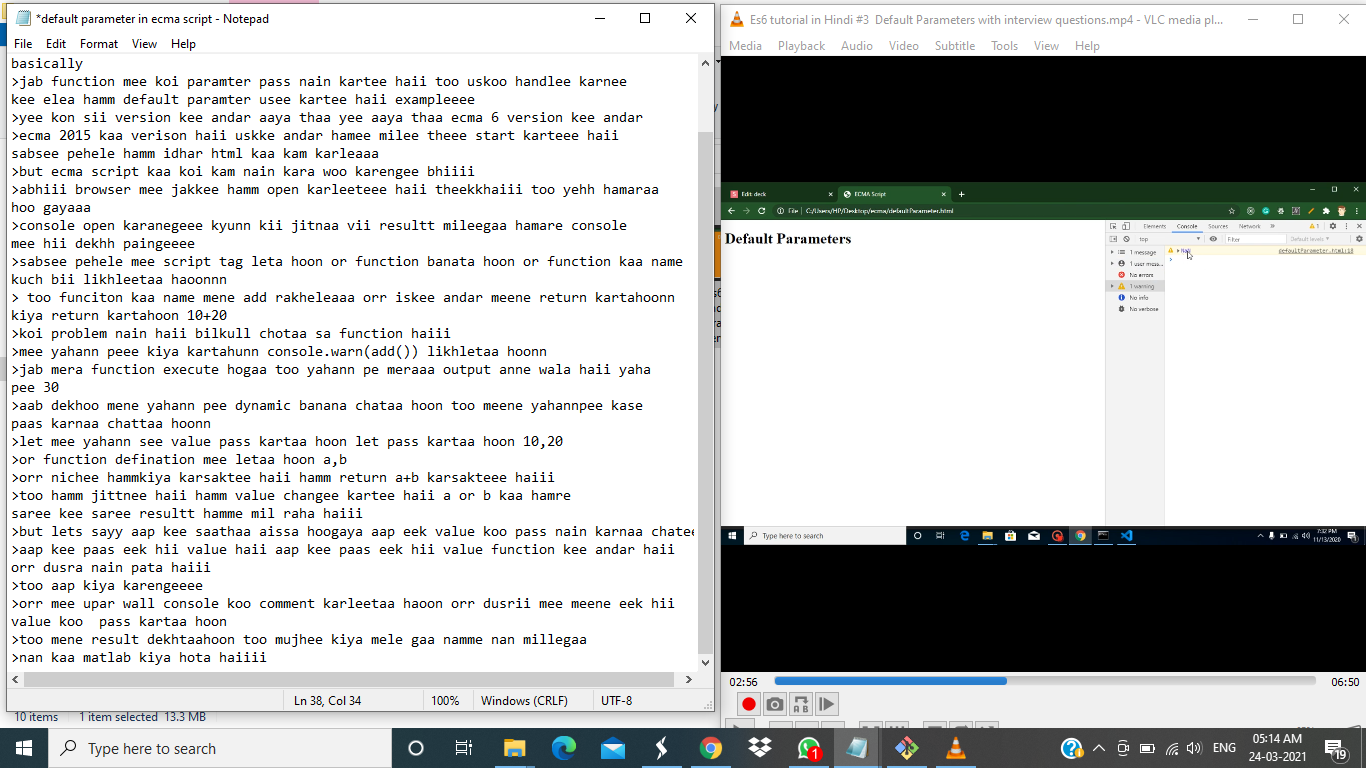 *default parameter in ecma script - Notepad
File Edit Format View Help
basically
>jab function mee koi paramter pass nain kartee haii too uskoo handlee karnee
kee elea hamm default paramter usee kartee haii exampleeee
>yee kon sii version kee andar aaya thaa yee aaya thaa ecma 6 version kee andar
>ecma 2015 kaa verison haii uskke andar hamee milee theee start karteee haii
sabsee pehele hamm idhar html kaa kam karleaaa
>but ecma script kaa koi kam nain kara woo karengee bhiiii
>abhiii browser mee jakkee hamm open karleeteee haii theekkhaiii too yehh hamaraa
hoo gayaaa
>console open karanegeee kyunn kii jitnaa vii resultt mileegaa hamare console
mee hii dekhh paingeeee
>sabsee pehele mee script tag leta hoon or function banata hoon or function kaa name
kuch bii likhleetaa haoonnn
> too funciton kaa name mene add rakheleaaa orr iskee andar meene return kartahoonn
kiya return kartahoon 10+20
>koi problem nain haii bilkull chotaa sa function haiii
>mee yahann peee kiya kartahunn console.warn(add()) likhletaa hoonn
>jab mera function execute hogaa too yahann pe meraaa output anne wala haii yaha
pee 30
>aab dekhoo mene yahann pee dynamic banana chataa hoon too meene yahannpee kase
paas karnaa chattaa hoonn
>let mee yahann see value pass kartaa hoon let pass kartaa hoon 10,20
>or function defination mee letaa hoon a,b
>orr nichee hammkiya karsaktee haii hamm return a+b karsakteee haiii
>too hamm jittnee haii hamm value changee kartee haii a or b kaa hamre
saree kee saree resultt hamme mil raha haiii
>but lets sayy aap kee saathaa aissa hoogaya aap eek value koo pass nain karnaa chatee
>aap kee paas eek hii value haii aap kee paas eek hii value function kee andar haii
orr dusra nain pata haiii
>too aap kiya karengeeee
>orr mee upar wall console koo comment karleetaa haoon orr dusrii mee meene eek hii
value koo  pass kartaa hoon
>too mene result dekhtaahoon too mujhee kiya mele gaa namme nan millegaa
>nan kaa matlab kiya hota haiiii
Ln 38, Col 34 100% Windows (CRLF) UTF-8
10 items 1 item selected 13.3 MB
Es6 tutorial in Hindi #3 Default Parameters with interview questions.mp4 - VLC media pl...
Media Playback Audio Video Subtitle Tools View Help
Edit: deck ECMA Script
File C:/Users/HP/Desktop/ecma/defaultParameter.html
Default Parameters
Elements Console Sources Network 1
top Filter Default levels
1 message
1 user mess...
No errors
1 warning
No info
No verbose
defaultParameter.html:18
Type here to search
7:32 PM
11/13/2020
02:56 06:50
Type here to search
1
ENG
05:14 AM
24-03-2021
19